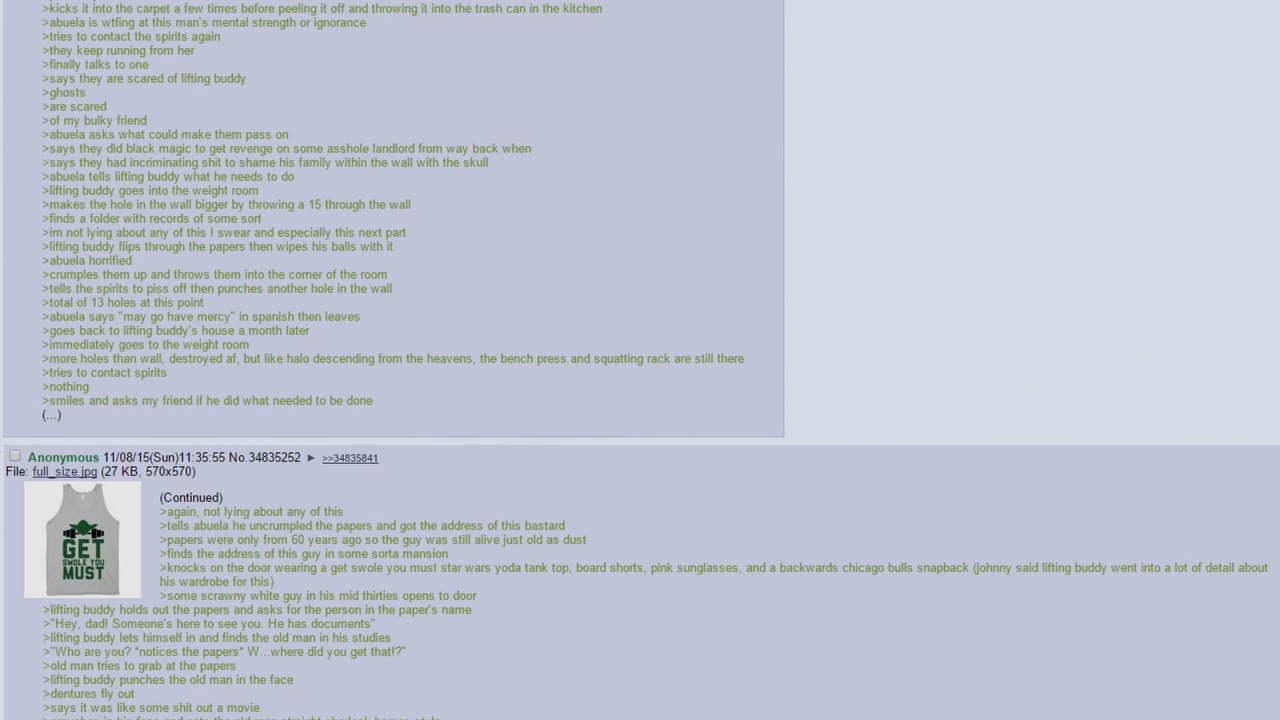 >kicks it into the carpet a few times before peeling it off and throwing it into the trash can in the kitchen
>abuela is wtfing at this man's mental strength or ignorance
>tries to contact the spirits again
>they keep running from her
>finally talks to one
>says they are scared of lifting buddy
>ghosts
>are scared
>of my bulky friend
>abuela asks what could make them pass on
>says they did black magic to get revenge on some asshole landlord from way back when
>says they had incriminating shit to shame his family within the wall with the skull
>abuela tells lifting buddy what he needs to do
>lifting buddy goes into the weight room
>makes the hole in the wall bigger by throwing a 15 through the wall
>finds a folder with records of some sort
>im not lying about any of this I swear and especially this next part
>lifting buddy flips through the papers then wipes his balls with it
>abuela horrified
>crumples them up and throws them into the corner of the room
>tells the spirits to piss off then punches another hole in the wall
>total of 13 holes at this point
>abuela says "may go have mercy" in spanish then leaves
>goes back to lifting buddy's house a month later
>immediately goes to the weight room
>more holes than wall, destroyed af, but like halo descending from the heavens, the bench press and squatting rack are still there
>tries to contact spirits
>nothing
>smiles and asks my friend if he did what needed to be done
(...)
Anonymous 11/08/15(Sun)11:35:55 No.34835252 ► >>34835841
File: full_size.jpg (27 KB, 570x570)
GET
SWOLE YOU
MUST
(Continued)
>again, not lying about any of this
>tells abuela he uncrumpled the papers and got the address of this bastard
>papers were only from 60 years ago so the guy was still alive just old as dust
>finds the address of this guy in some sorta mansion
>knocks on the door wearing a get swole you must star wars yoda tank top, board shorts, pink sunglasses, and a backwards chicago bulls snapback (johnny said lifting buddy went into a lot of detail about
his wardrobe for this)
>some scrawny white guy in his mid thirties opens to door
>lifting buddy holds out the papers and asks for the person in the paper's name
>"Hey, dad! Someone's here to see you. He has documents"
>lifting buddy lets himself in and finds the old man in his studies
>"Who are you? *notices the papers* W...where did you get that!?"
>old man tries to grab at the papers
>lifting buddy punches the old man in the face
>dentures fly out
>says it was like some shit out a movie